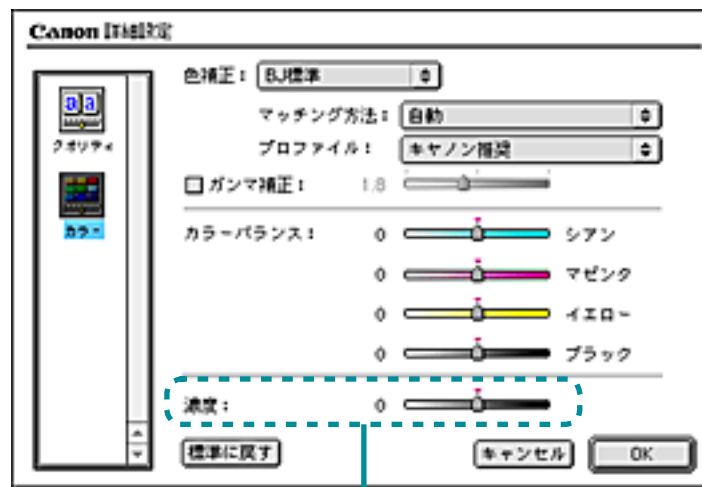 Canon 詳細設定
クオリティ
カラー
色補正： BJ標準
マッチング方法： 自動
プロファイル： キヤノン推奨
ガンマ補正： 1.8
カラーバランス： 0 シアン
0 マゼンタ
0 イエロー
0 ブラック
濃度： 0
標準に戻す キャンセル OK